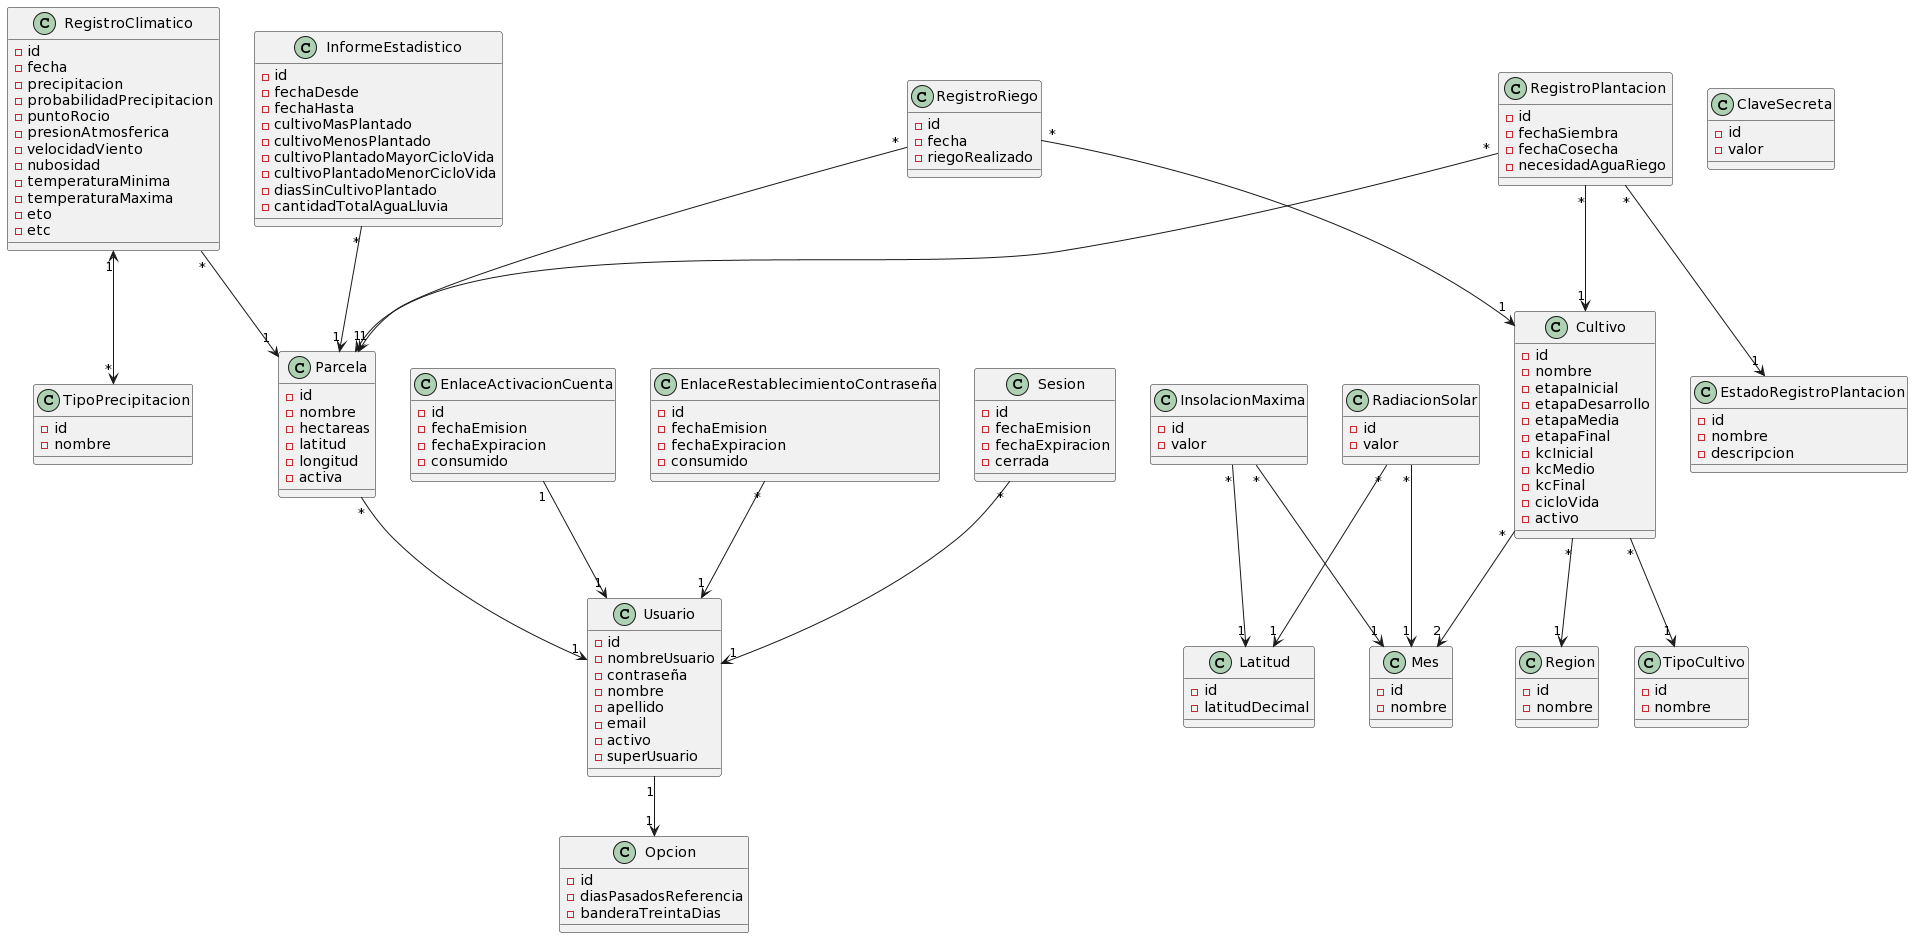 C RegistroClimatico
id
fecha
precipitacion
probabilidadPrecipitacion
puntoRocio
presionAtmosferica
velocidadViento
nubosidad
temperaturaMinima
temperaturaMaxima
eto
etc
C InformeEstadistico
id
fechaDesde
fechaHasta
cultivoMasPlantado
cultivoMenosPlantado
cultivoPlantadoMayorCicloVida
cultivoPlantadoMenorCicloVida
diasSinCultivoPlantado
cantidadTotalAguaLluvia
C RegistroRiego
id
fecha
riegoRealizado
C RegistroPlantacion
id
fechaSiembra
fechaCosecha
necesidadAguaRiego
C ClaveSecreta
id
valor
* *
*
*
* *
1 *
1 1 1 1
1 1
1
*
C TipoPrecipitacion
id
nombre
C Parcela
id
nombre
hectareas
latitud
longitud
activa
C EnlaceActivacionCuenta
id
fechaEmision
fechaExpiracion
consumido
C EnlaceRestablecimientoContraseña
id
fechaEmision
fechaExpiracion
consumido
C Sesion
id
fechaEmision
fechaExpiracion
cerrada
C InsolacionMaxima
id
valor
C RadiacionSolar
id
valor
C Cultivo
id
nombre
etapaInicial
etapaDesarrollo
etapaMedia
etapaFinal
kcInicial
kcMedio
kcFinal
cicloVida
activo
C EstadoRegistroPlantacion
id
nombre
descripcion
* 1 * *
* * * *
* * *
1 1
1 1
1 1 1 1 2 1 1
C Usuario
id
nombreUsuario
contraseña
nombre
apellido
email
activo
superUsuario
C Latitud
id
latitudDecimal
C Mes
id
nombre
C Region
id
nombre
C TipoCultivo
id
nombre
1
1
C Opcion
id
diasPasadosReferencia
banderaTreintaDias